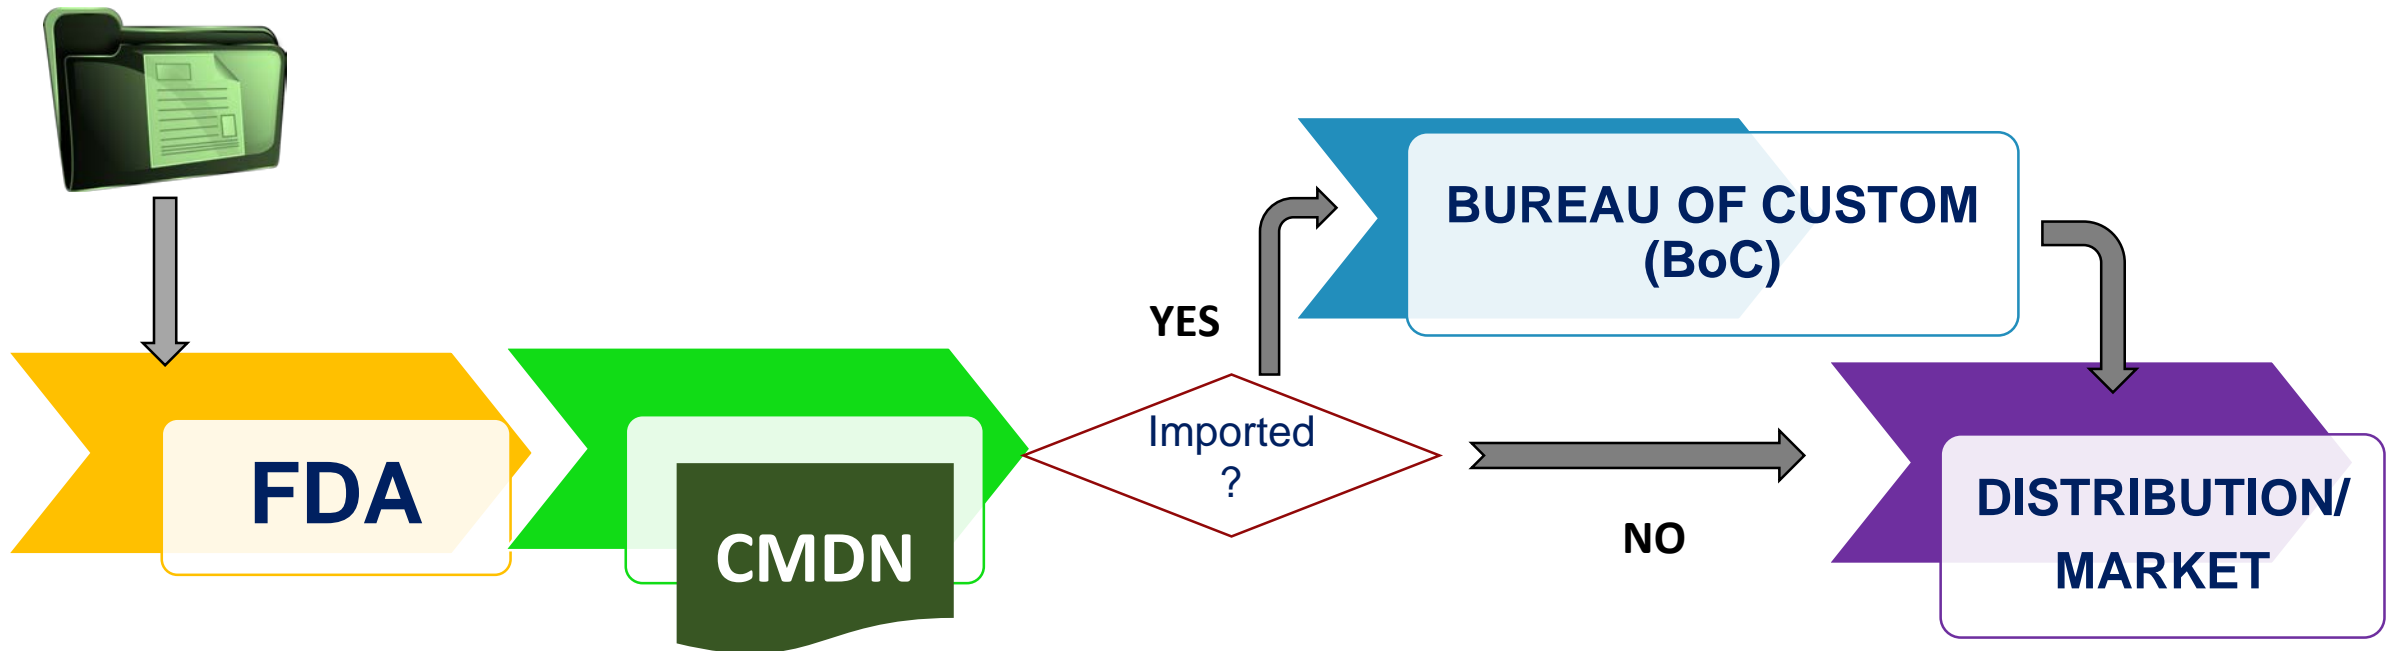 FDA
CMDN
Imported
?
YES
BUREAU OF CUSTOM
(BoC)
NO
DISTRIBUTION/
MARKET